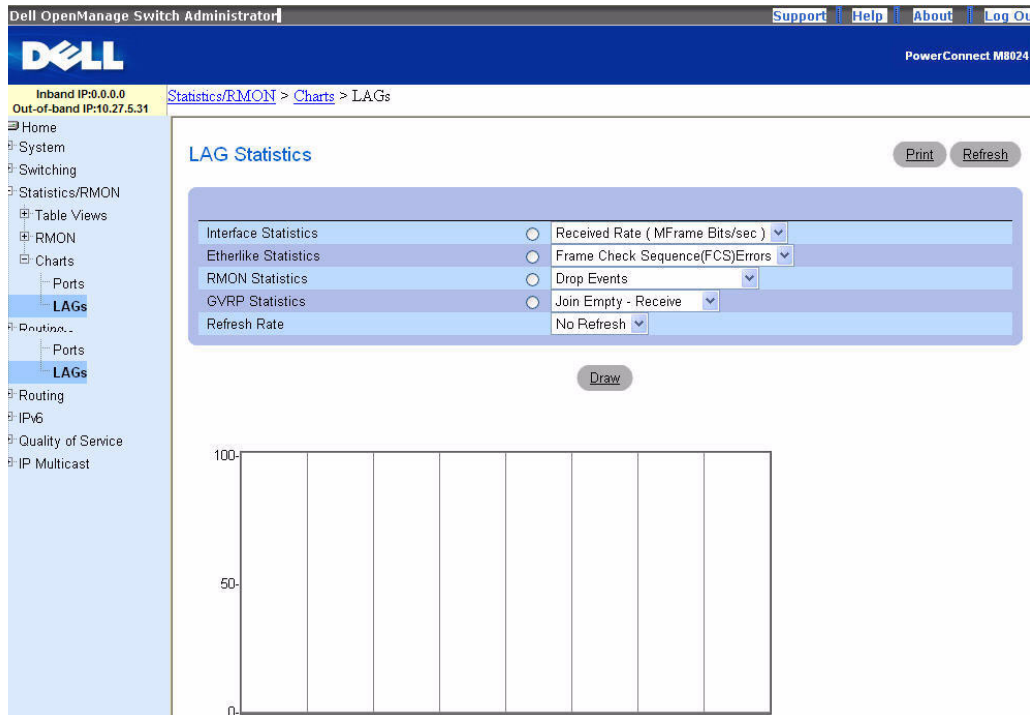 Dell OpenManage Switch Administrator
Support Help About Log Ou
DELL
PowerConnect M8024
Inband IP:0.0.0.0
Out-of-band IP:10.27.5.31
Statistics/RMON > Charts > LAGs
Home
System
Switching
Statistics/RMON
Table Views
RMON
Charts
Ports
LAGs
Routing
Ports
LAGs
Routing
IPv6
Quality of Service
IP Multicast
LAG Statistics
Print Refresh
Interface Statistics Received Rate ( MFrame Bits/sec )
Etherlike Statistics Frame Check Sequence(FCS)Errors
RMON Statistics Drop Events
GVRP Statistics Join Empty - Receive
Refresh Rate No Refresh
Draw
100-
50-
0-